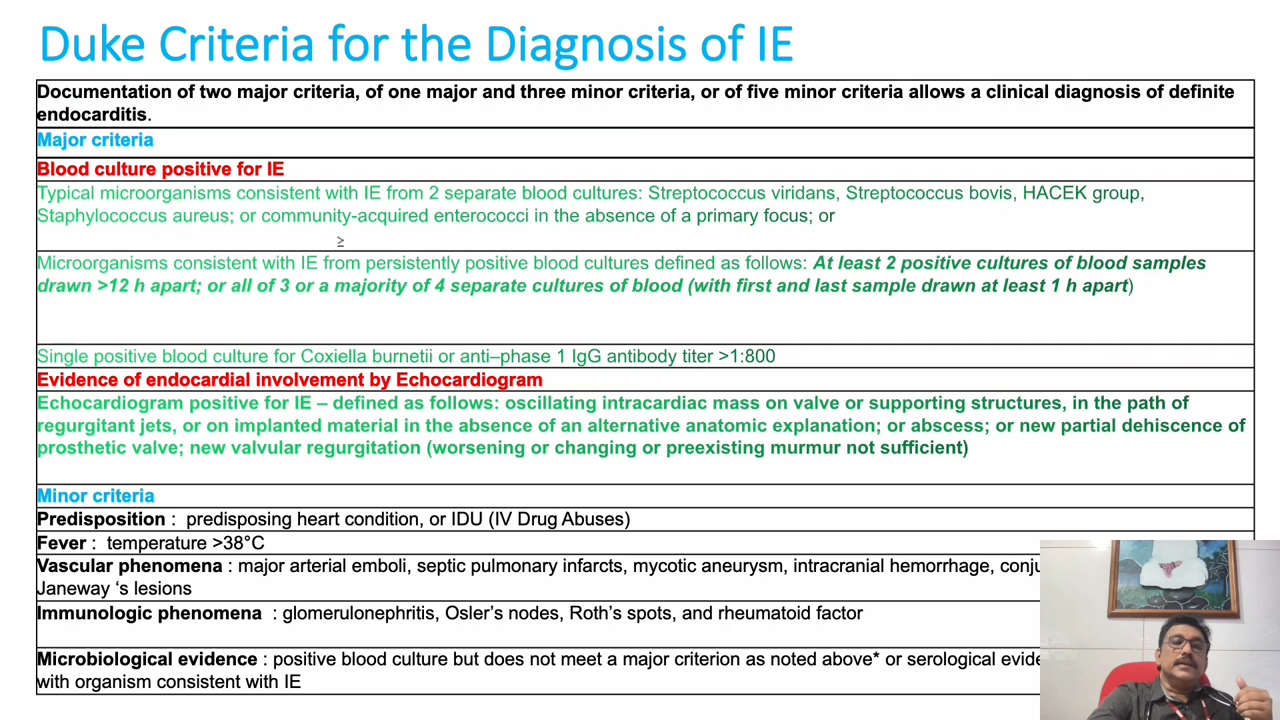 Duke Criteria for the Diagnosis of IE
Documentation of two major criteria, of one major and three minor criteria, or of five minor criteria allows a clinical diagnosis of definite
endocarditis.
Major criteria
Blood culture positive for IE
Typical microorganisms consistent with IE from 2 separate blood cultures: Streptococcus viridans, Streptococcus bovis, HACEK group,
Staphylococcus aureus; or community-acquired enterococci in the absence of a primary focus; or
≥
Microorganisms consistent with IE from persistently positive blood cultures defined as follows: At least 2 positive cultures of blood samples
drawn >12 h apart; or all of 3 or a majority of 4 separate cultures of blood (with first and last sample drawn at least 1 h apart)
Single positive blood culture for Coxiella burnetii or anti–phase 1 IgG antibody titer >1:800
Evidence of endocardial involvement by Echocardiogram
Echocardiogram positive for IE – defined as follows: oscillating intracardiac mass on valve or supporting structures, in the path of
regurgitant jets, or on implanted material in the absence of an alternative anatomic explanation; or abscess; or new partial dehiscence of
prosthetic valve; new valvular regurgitation (worsening or changing or preexisting murmur not sufficient)
Minor criteria
Predisposition : predisposing heart condition, or IDU (IV Drug Abuses)
Fever : temperature >38°C
Vascular phenomena : major arterial emboli, septic pulmonary infarcts, mycotic aneurysm, intracranial hemorrhage,
Janeway ‘s lesions
Immunologic phenomena : glomerulonephritis, Osler’s nodes, Roth’s spots, and rheumatoid factor
Microbiological evidence : positive blood culture but does not meet a major criterion as noted above* or serological
with organism consistent with IE